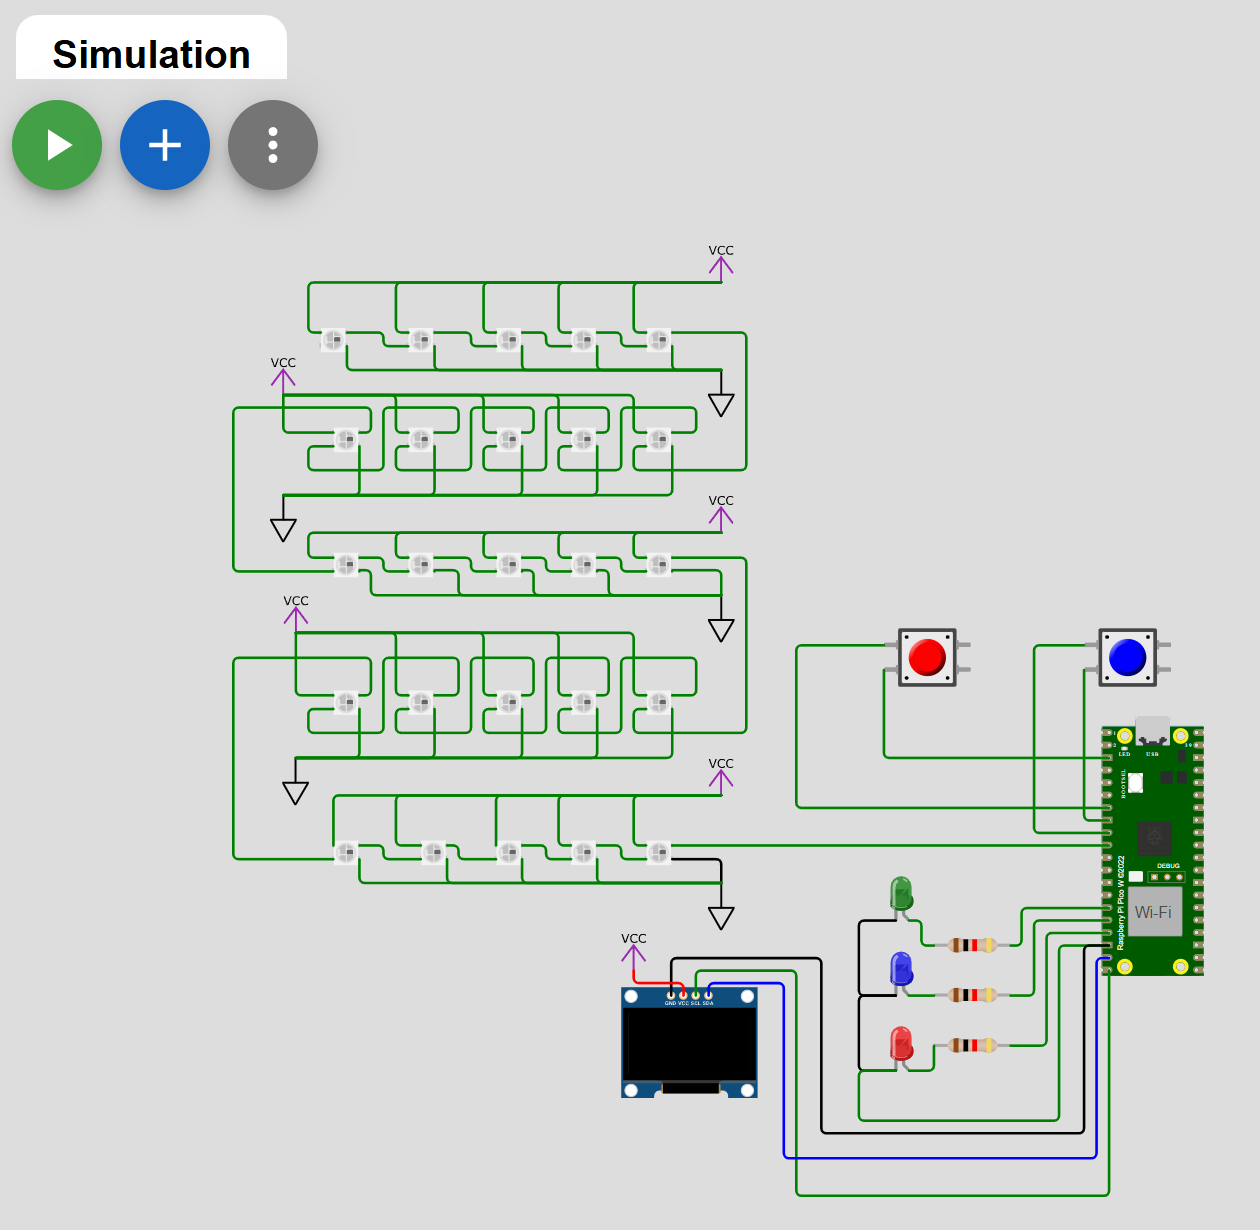 Simulation
VCC
VCC
VCC
VCC
VCC
VCC
GND VCC SCL SDA
LED
USB
BOOTSEL
DEBUG
Raspberry Pi Pico W ©2022
Wi-Fi